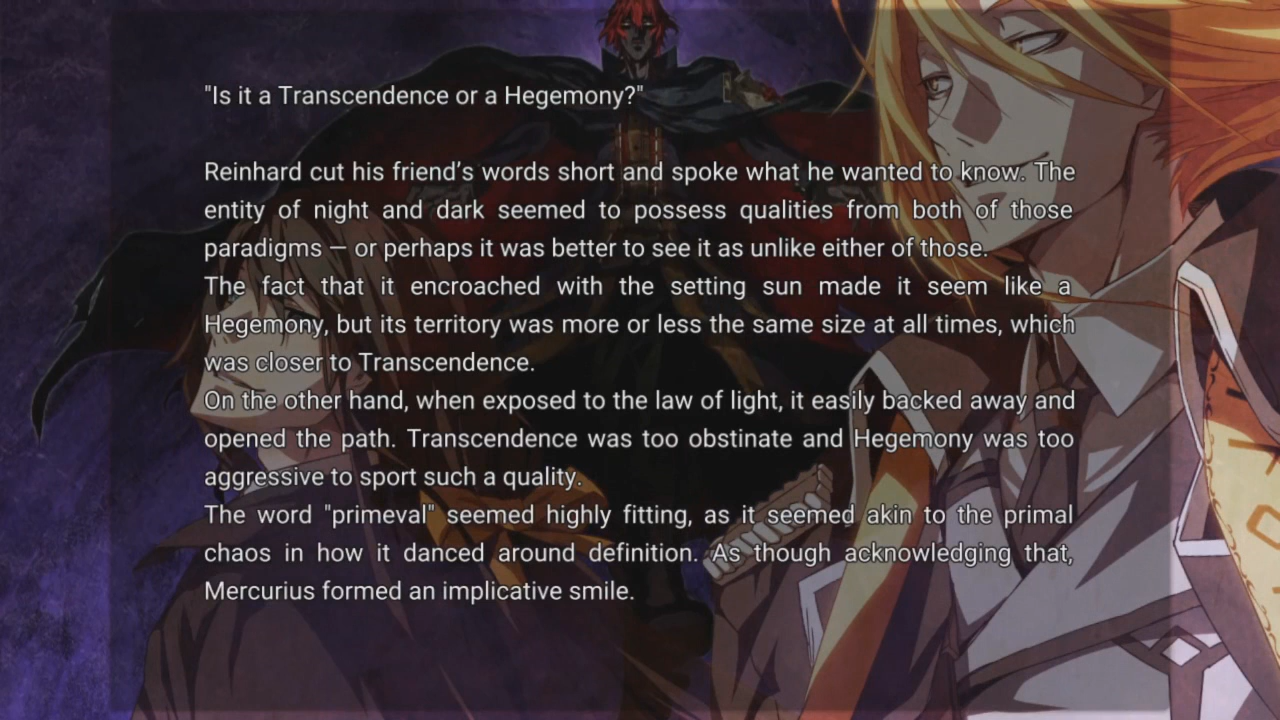 "Is it a Transcendence or a Hegemony?"
Reinhard cut his friend’s words short and spoke what he wanted to know. The
entity of night and dark seemed to possess qualities from both of those
paradigms — or perhaps it was better to see it as unlike either of those.
The fact that it encroached with the setting sun made it seem like a
Hegemony, but its territory was more or less the same size at all times, which
was closer to Transcendence.
On the other hand, when exposed to the law of light, it easily backed away and
opened the path. Transcendence was too obstinate and Hegemony was too
aggressive to sport such a quality.
The word "primeval" seemed highly fitting, as it seemed akin to the primal
chaos in how it danced around definition. As though acknowledging that,
Mercurius formed an implicative smile.